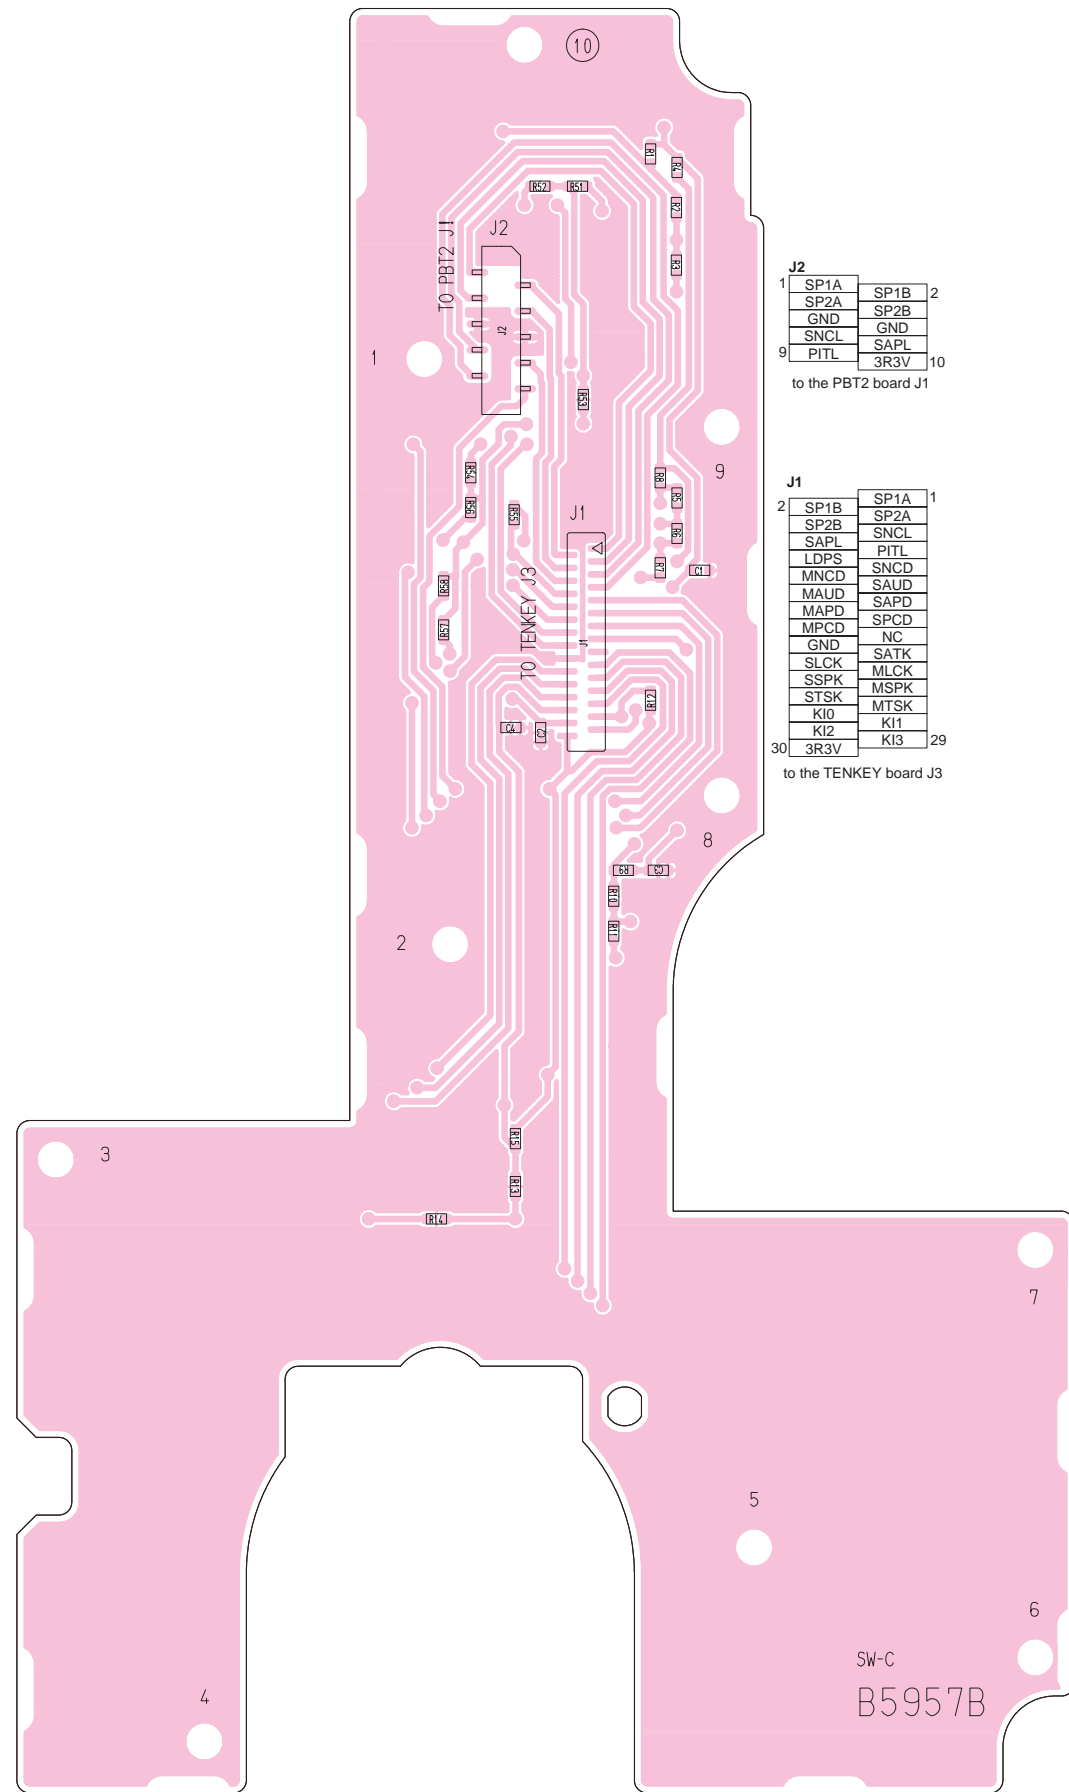 10
R1
R4
R52
R51
R2
TO PBT2 J1
J2
R3
J2
1
R53
9
R54
R8
R5
R56
R55
J1
R6
R7
C1
TO TENKEY J3
R58
R57
J1
R12
C4
C2
8
R9
C3
R10
R11
2
R15
3
R13
R14
7
5
6
4
SW-C
B5957B
J2
1 SP1A
SP1B 2
SP2A
SP2B
GND
GND
SNCL
SAPL
9 PITL
3R3V 10
to the PBT2 board J1
J1
SP1A 1
2 SP1B
SP2A
SP2B
SNCL
SAPL
PITL
LDPS
SNCD
MNCD
SAUD
MAUD
SAPD
MAPD
SPCD
MPCD
NC
GND
SATK
SLCK
MLCK
SSPK
MSPK
STSK
MTSK
KI0
KI1
KI2
KI3 29
30 3R3V
to the TENKEY board J3